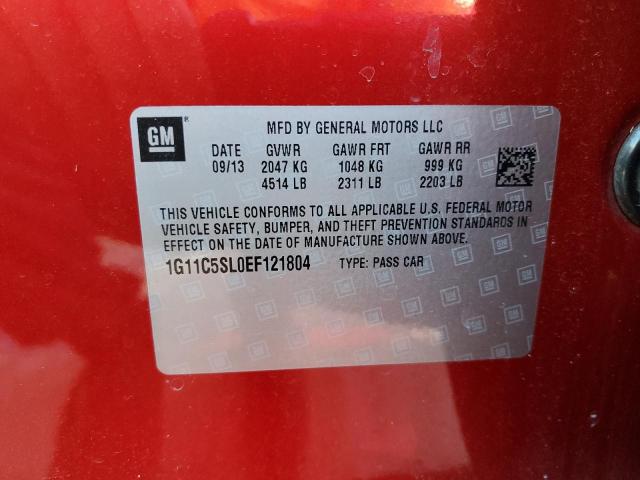 GM ®
MFD BY GENERAL MOTORS LLC
DATE GVWR GAWR FRT GAWR RR
09/13 2047 KG 1048 KG 999 KG
4514 LB 2311 LB 2203 LB
THIS VEHICLE CONFORMS TO ALL APPLICABLE U.S. FEDERAL MOTOR
VEHICLE SAFETY, BUMPER, AND THEFT PREVENTION STANDARDS IN
EFFECT ON THE DATE OF MANUFACTURE SHOWN ABOVE.
1G11C5SL0EF121804 TYPE: PASS CAR